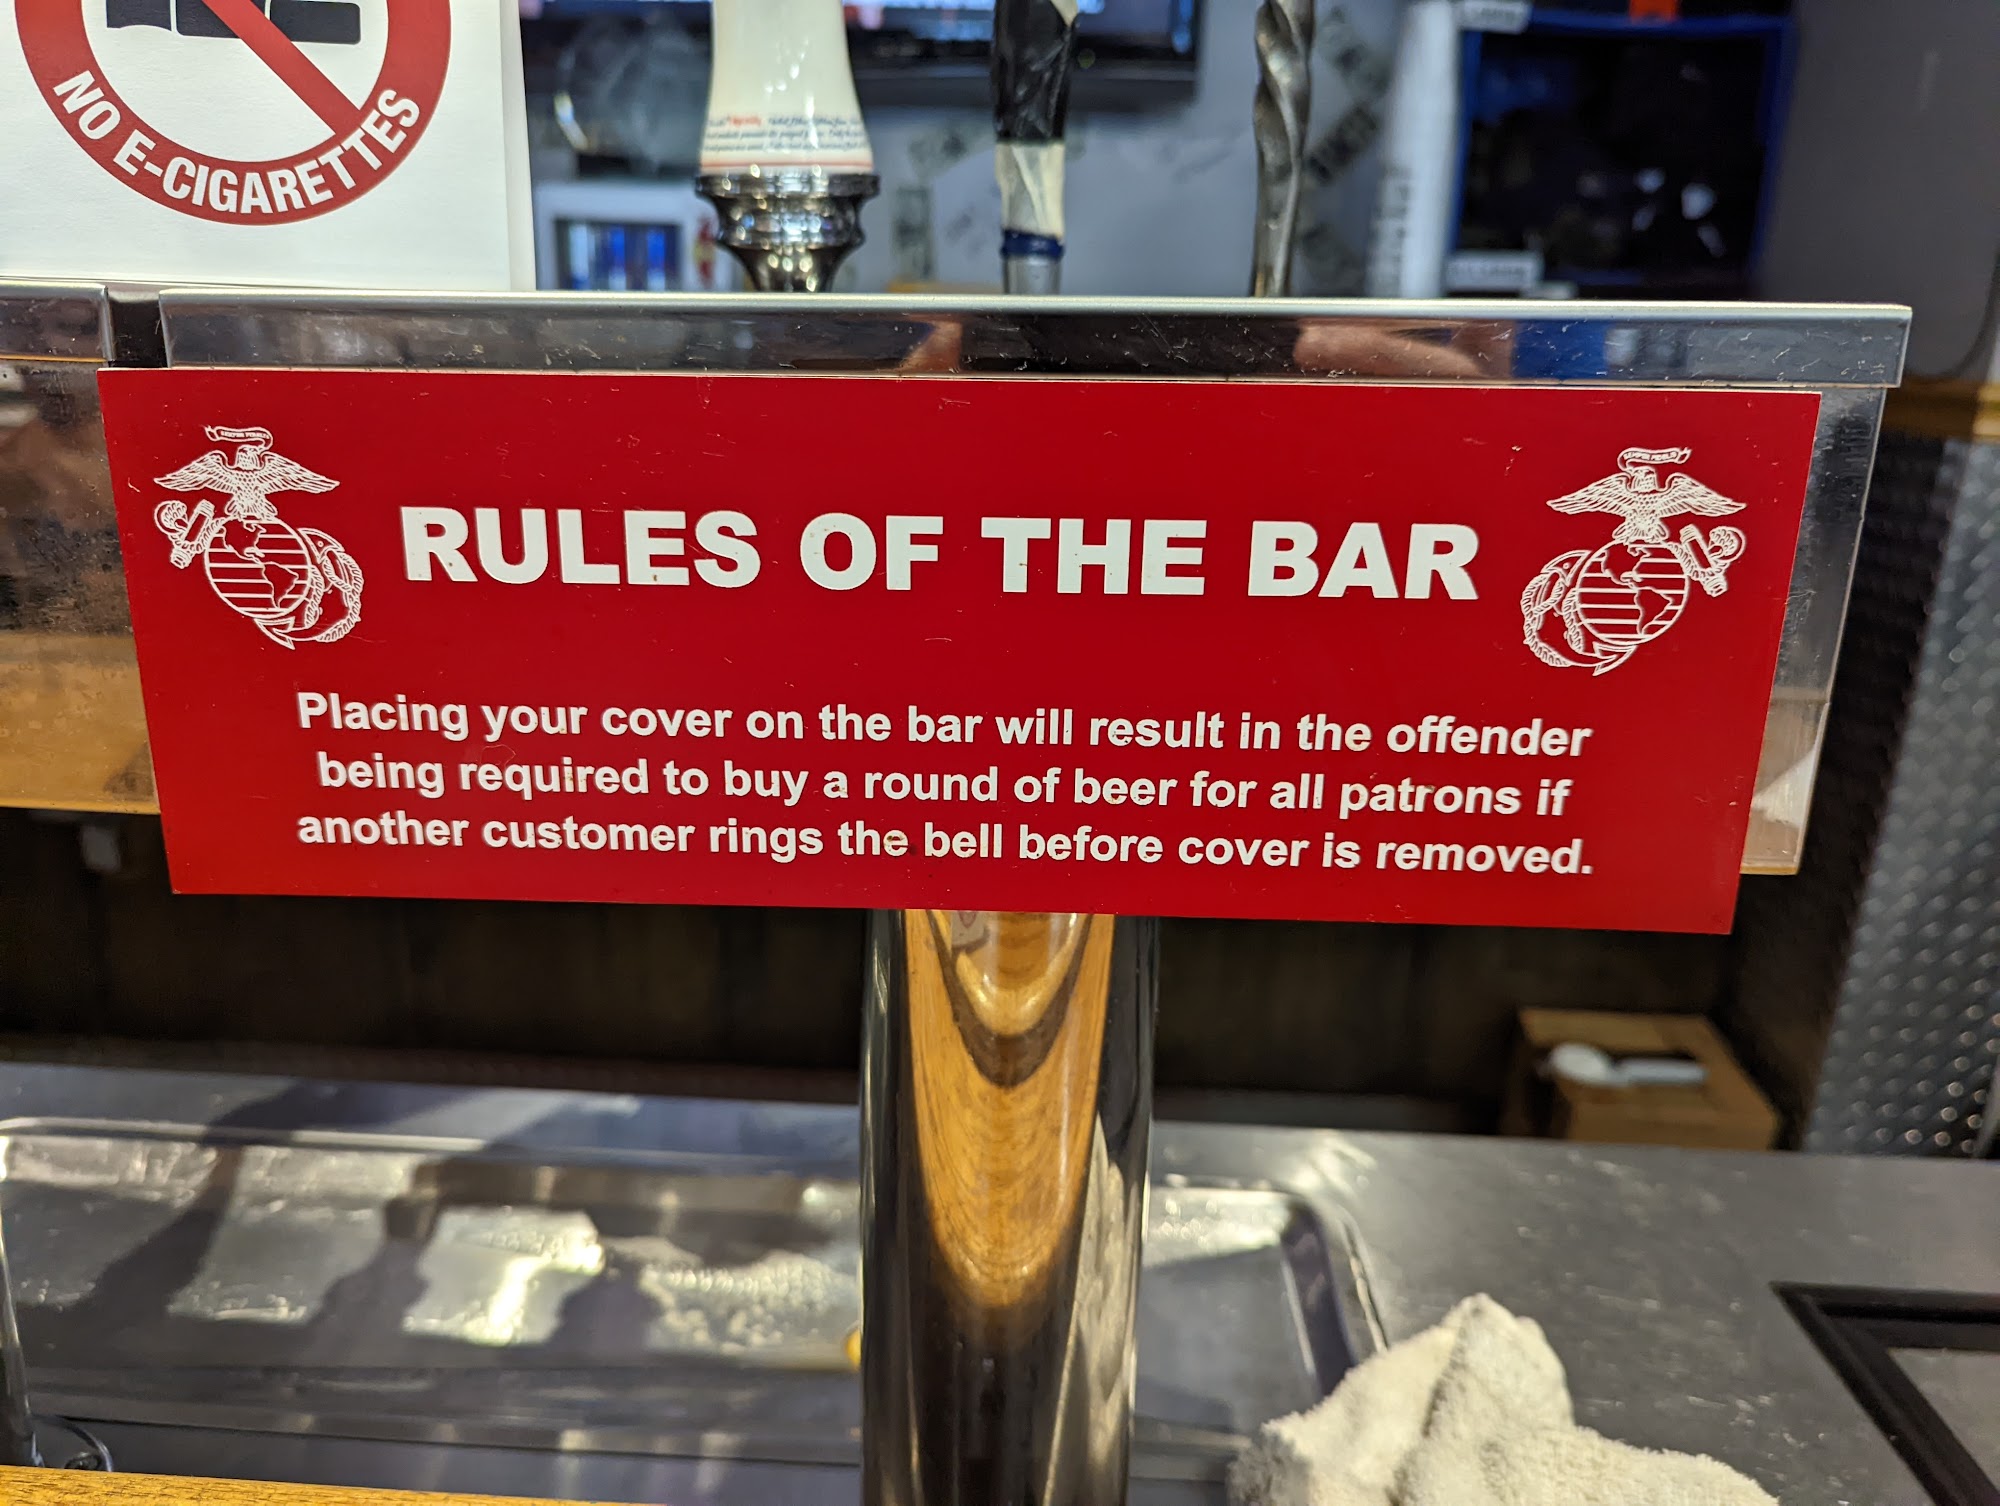 NO E-CIGARETTES
RULES OF THE BAR
Placing your cover on the bar will result in the offender
being required to buy a round of beer for all patrons if
another customer rings the bell before cover is removed.